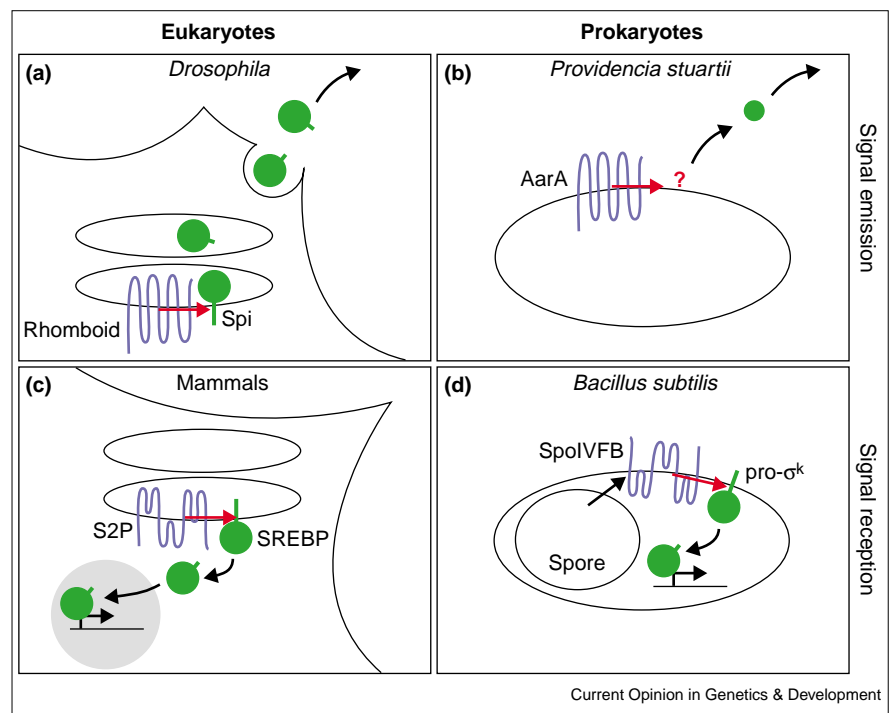 Eukaryotes
Prokaryotes
(a)
Drosophila
Rhomboid
Spi
(b)
Providencia stuartii
AarA
?
Signal emission
(c)
Mammals
S2P
SREBP
(d)
Bacillus subtilis
SpoIVFB
pro-σᵏ
Spore
Signal reception
Current Opinion in Genetics & Development